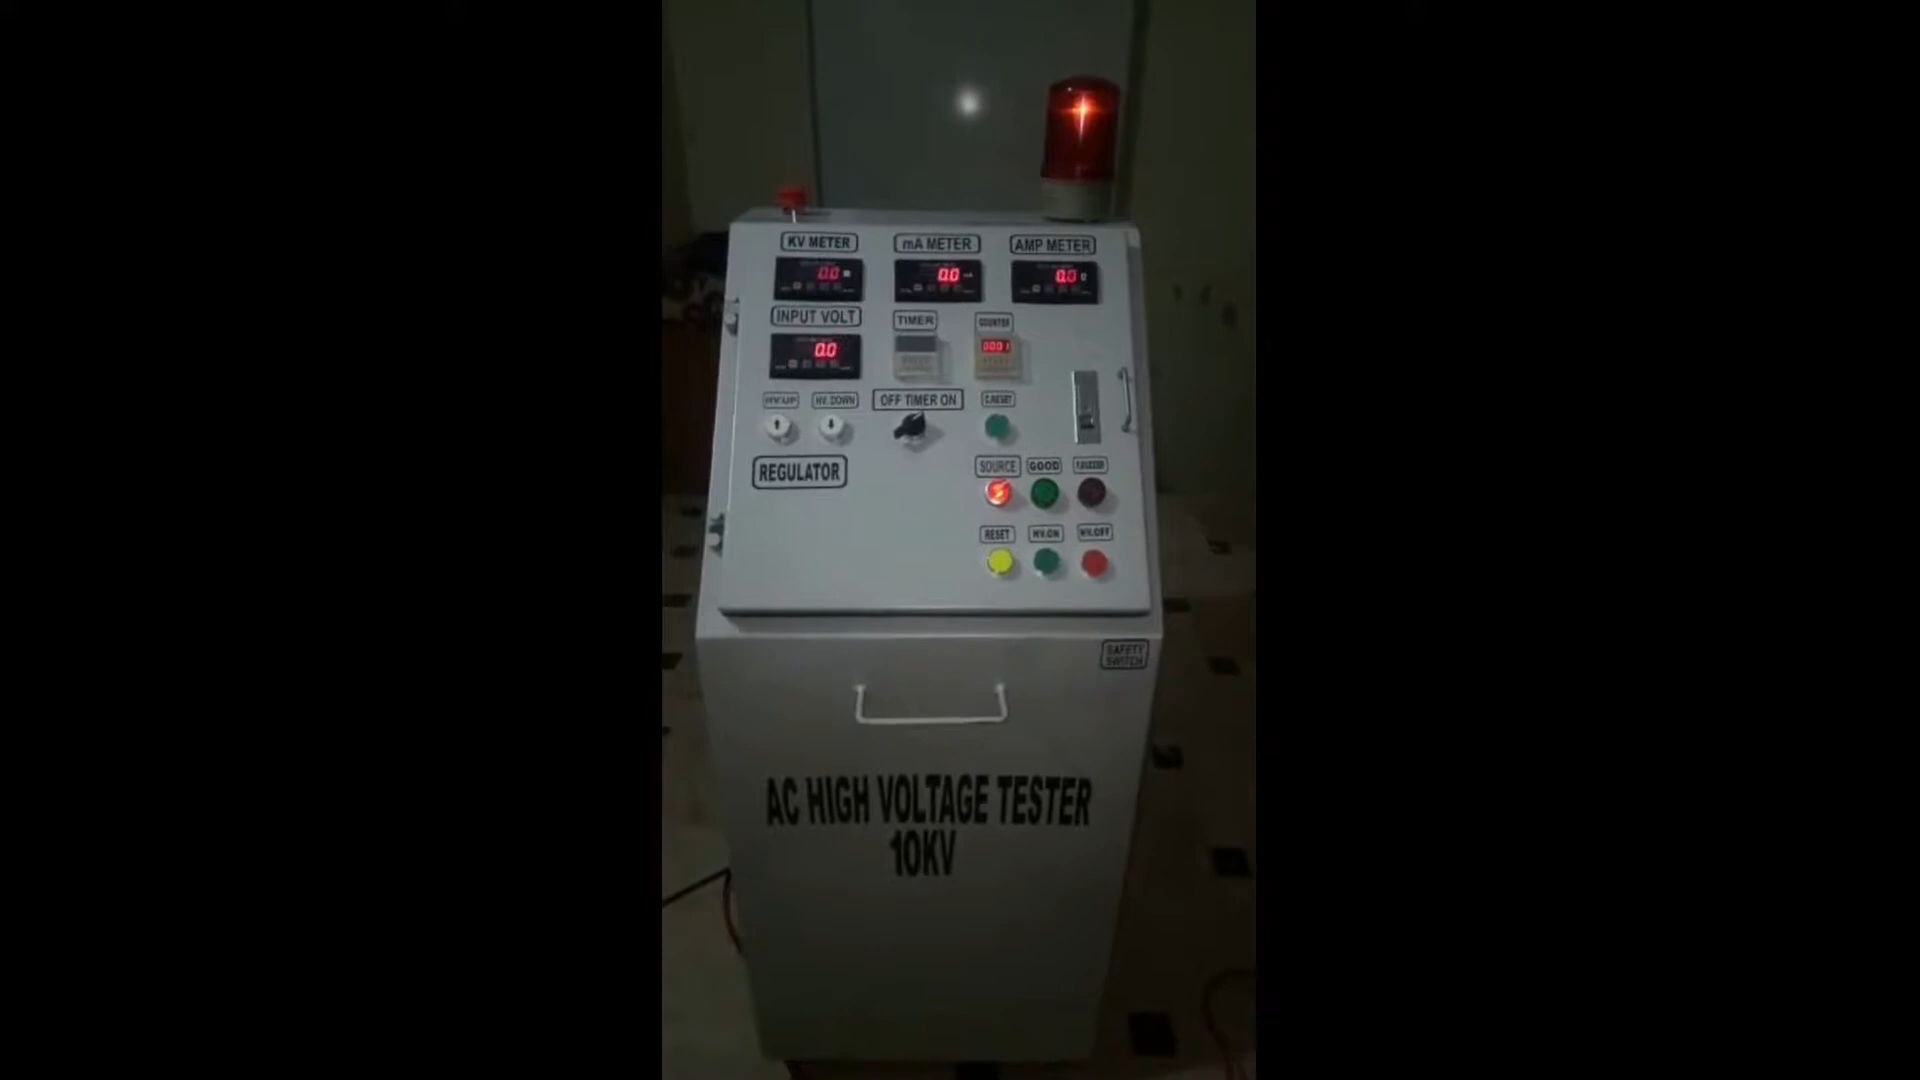 KV METER
mA METER
AMP METER
0.0
0.0
0.0
INPUT VOLT
TIMER
COUNTER
0.0
0001
HV.UP
HV. DOWN
OFF TIMER ON
C.RESET
REGULATOR
SOURCE
GOOD
RESET
HV.ON
HV.OFF
SAFETY
SWITCH
AC HIGH VOLTAGE TESTER
10KV